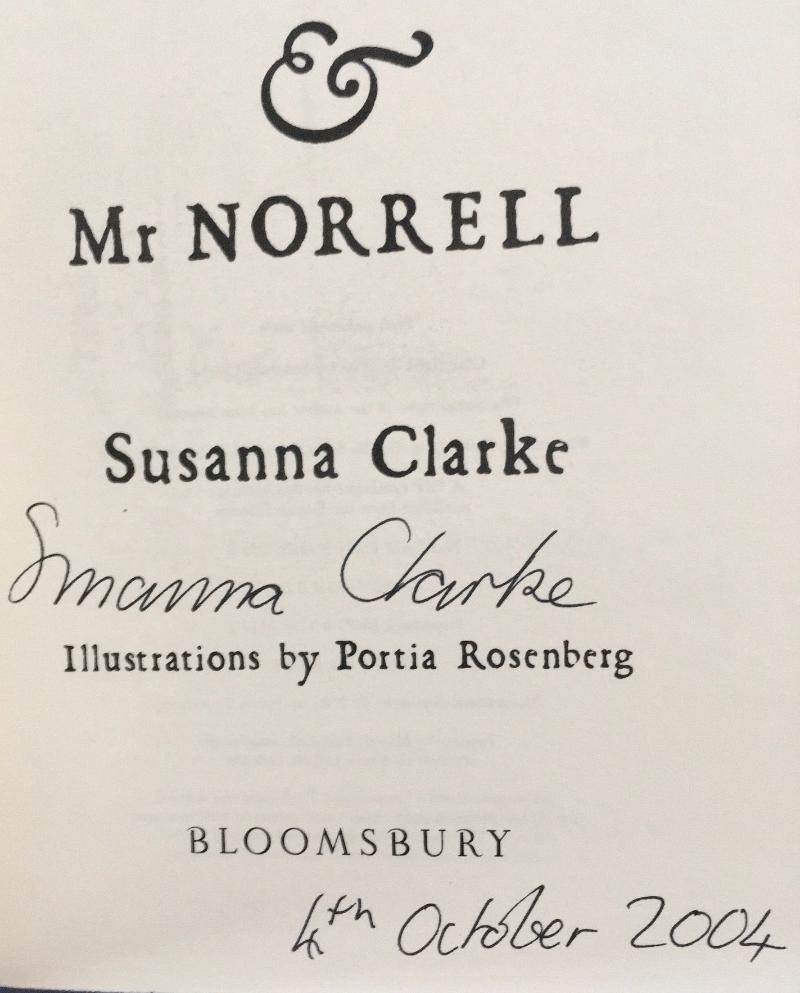 &
Mr NORRELL
Susanna Clarke
Susanna Clarke
Illustrations by Portia Rosenberg
BLOOMSBURY
4th October 2004